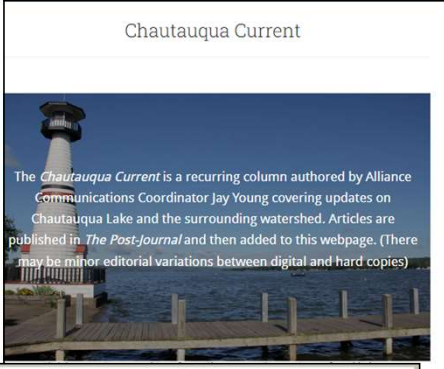 Chautauqua Current
The Chautauqua Current is a recurring column authored by Alliance
Communications Coordinator Jay Young covering updates on
Chautauqua Lake and the surrounding watershed. Articles are
published in The Post-Journal and then added to this webpage. (There
may be minor editorial variations between digital and hard copies)